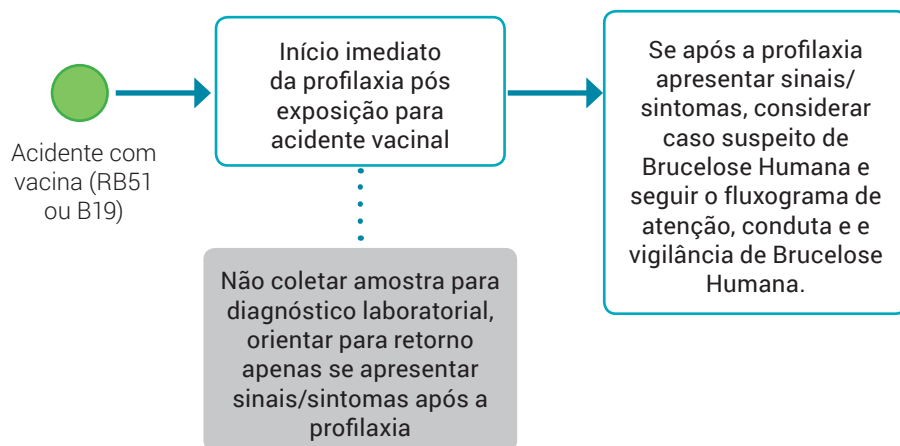 Acidente com
vacina (RB51
ou B19)
Início imediato
da profilaxia pós
exposição para
acidente vacinal
Não coletar amostra para
diagnóstico laboratorial,
orientar para retorno
apenas se apresentar
sinais/sintomas após a
profilaxia
Se após a profilaxia
apresentar sinais/
sintomas, considerar
caso suspeito de
Brucelose Humana e
seguir o fluxograma de
atenção, conduta e e
vigilância de Brucelose
Humana.